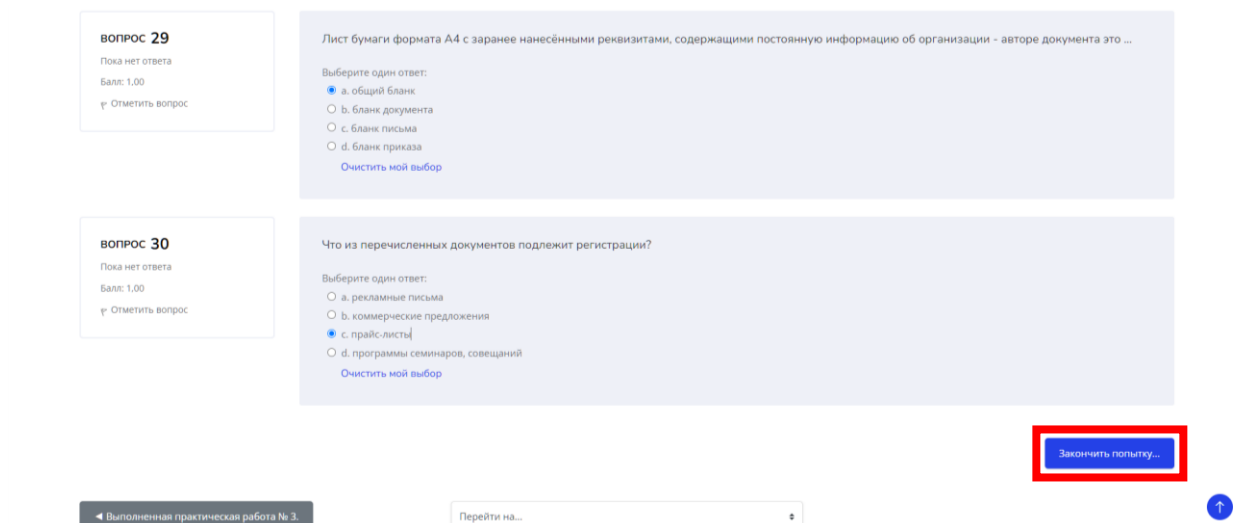 ВОПРОС 29
Пока нет ответа
Балл: 1,00
Отметить вопрос
Лист бумаги формата А4 с заранее нанесёнными реквизитами, содержащими постоянную информацию об организации - авторе документа это ...
Выберите один ответ:
a. общий бланк
b. бланк документа
c. бланк письма
d. бланк приказа
Очистить мой выбор
ВОПРОС 30
Пока нет ответа
Балл: 1,00
Отметить вопрос
Что из перечисленных документов подлежит регистрации?
Выберите один ответ:
a. рекламные письма
b. коммерческие предложения
c. прайс-листы
d. программы семинаров, совещаний
Очистить мой выбор
Закончить попытку...
◄ Выполненная практическая работа № 3.
Перейти на...